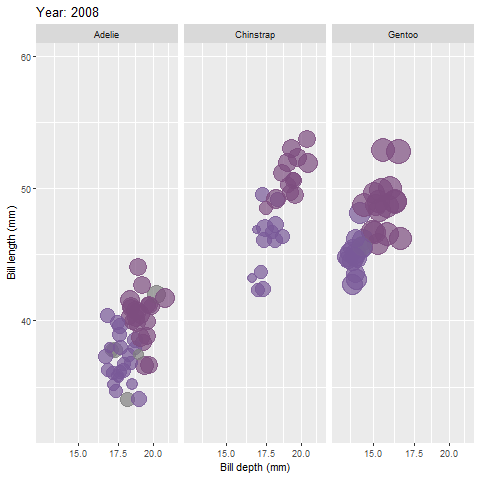 Year: 2008
Adelie Chinstrap Gentoo
60
50
40
15.0 17.5 20.0 15.0 17.5 20.0 15.0 17.5 20.0
Bill length (mm)
Bill depth (mm)